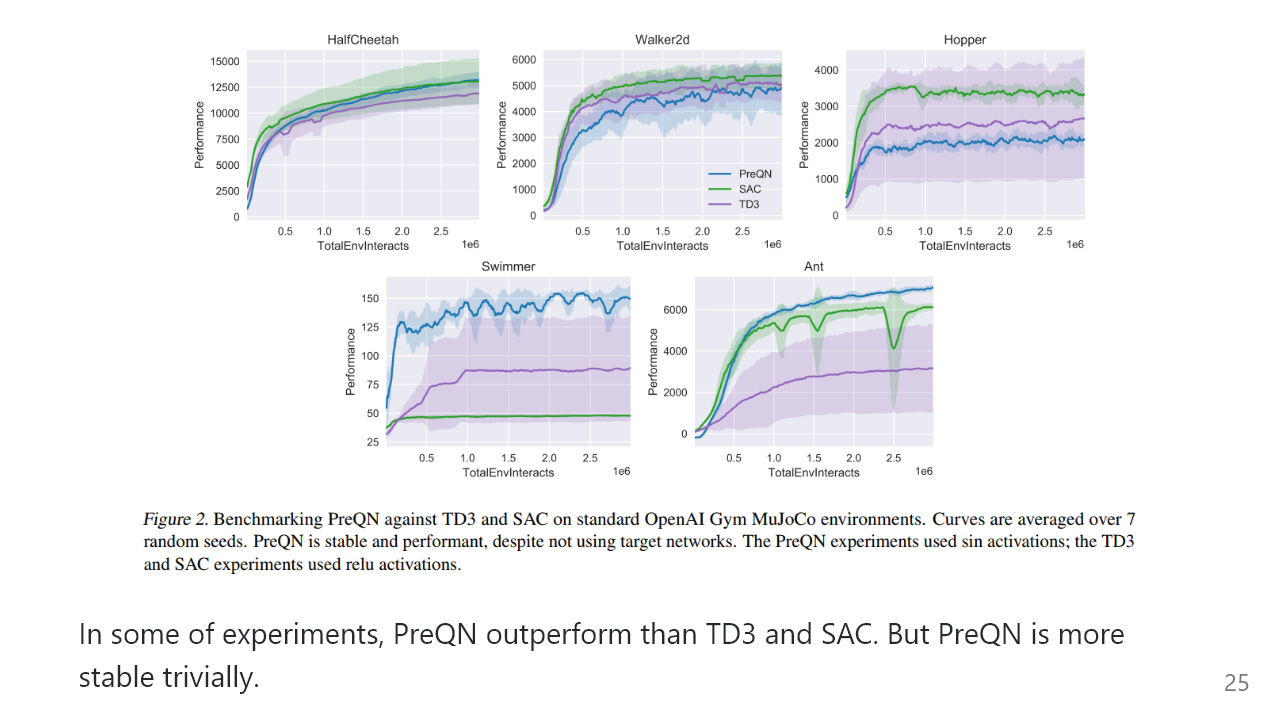 HalfCheetah
15000
12500
10000
7500
5000
2500
0
Performance
0.5 1.0 1.5 2.0 2.5
TotalEnvInteracts 1e6
Walker2d
6000
5000
4000
3000
2000
1000
0
Performance
PreQN
SAC
TD3
0.5 1.0 1.5 2.0 2.5
TotalEnvInteracts 1e6
Hopper
4000
3000
2000
1000
0
Performance
0.5 1.0 1.5 2.0 2.5
TotalEnvInteracts 1e6
Swimmer
150
125
100
75
50
25
Performance
0.5 1.0 1.5 2.0 2.5
TotalEnvInteracts 1e6
Ant
6000
4000
2000
0
Performance
0.5 1.0 1.5 2.0 2.5
TotalEnvInteracts 1e6
Figure 2. Benchmarking PreQN against TD3 and SAC on standard OpenAI Gym MuJoCo environments. Curves are averaged over 7
random seeds. PreQN is stable and performant, despite not using target networks. The PreQN experiments used sin activations; the TD3
and SAC experiments used relu activations.
In some of experiments, PreQN outperform than TD3 and SAC. But PreQN is more
stable trivially.
25